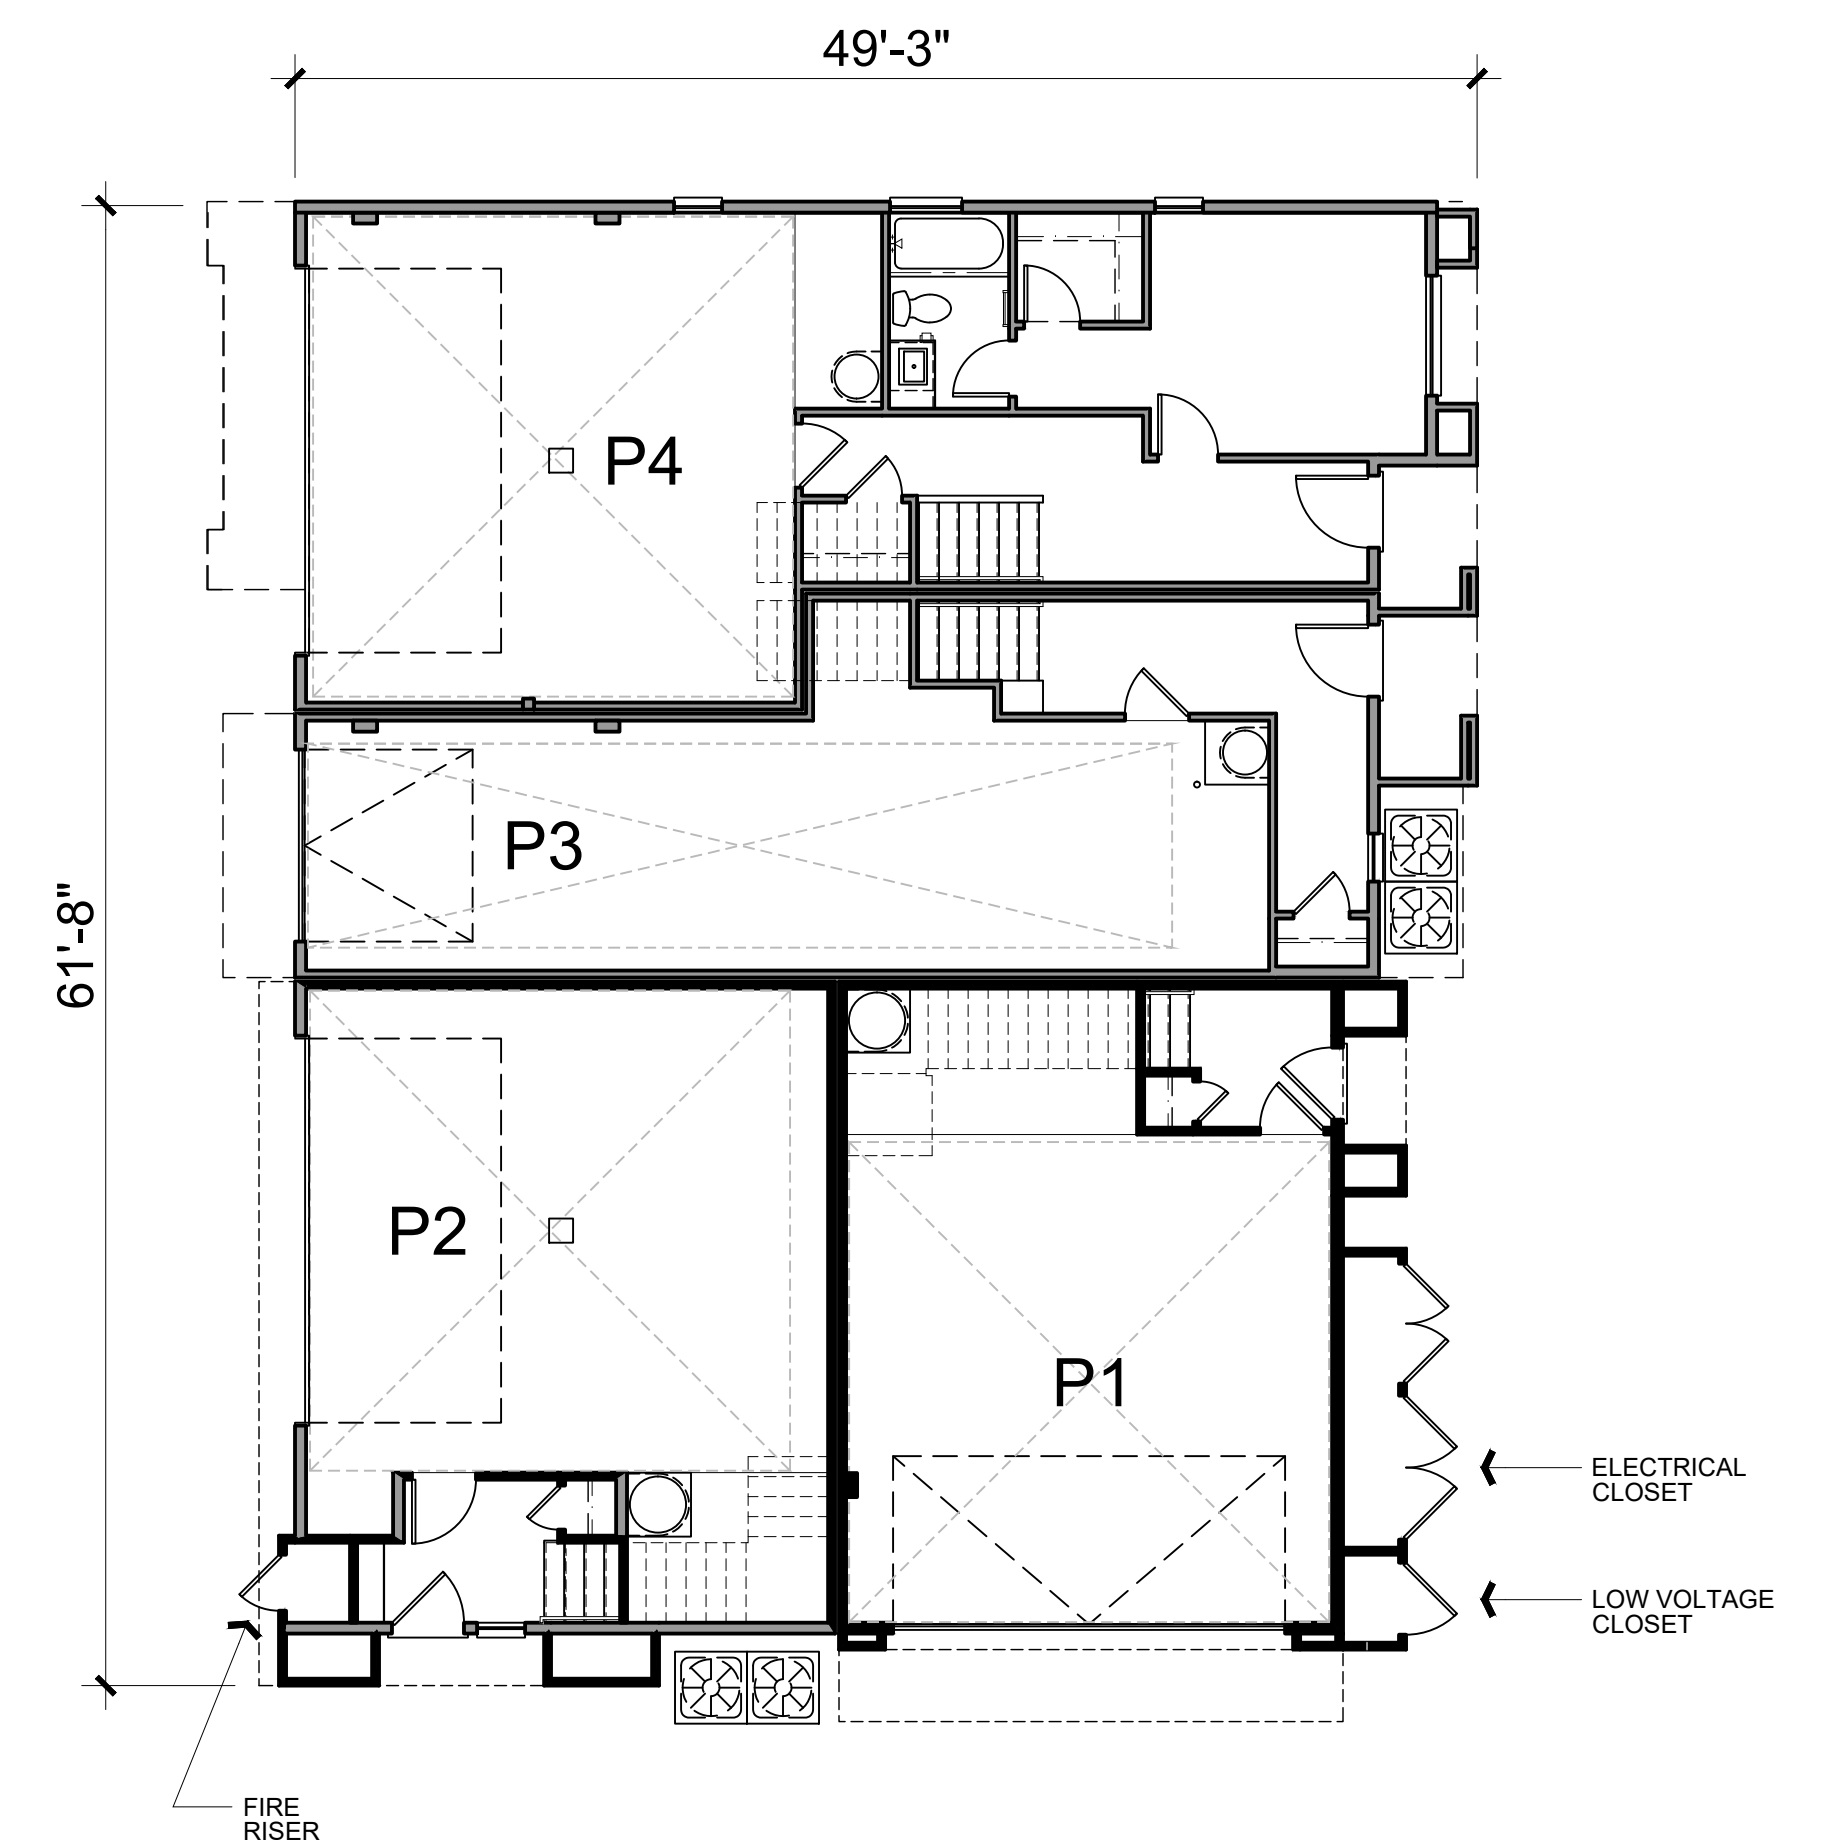 49'-3"
P4
P3
61'-8"
P2
P1
ELECTRICAL
CLOSET
LOW VOLTAGE
CLOSET
FIRE
RISER